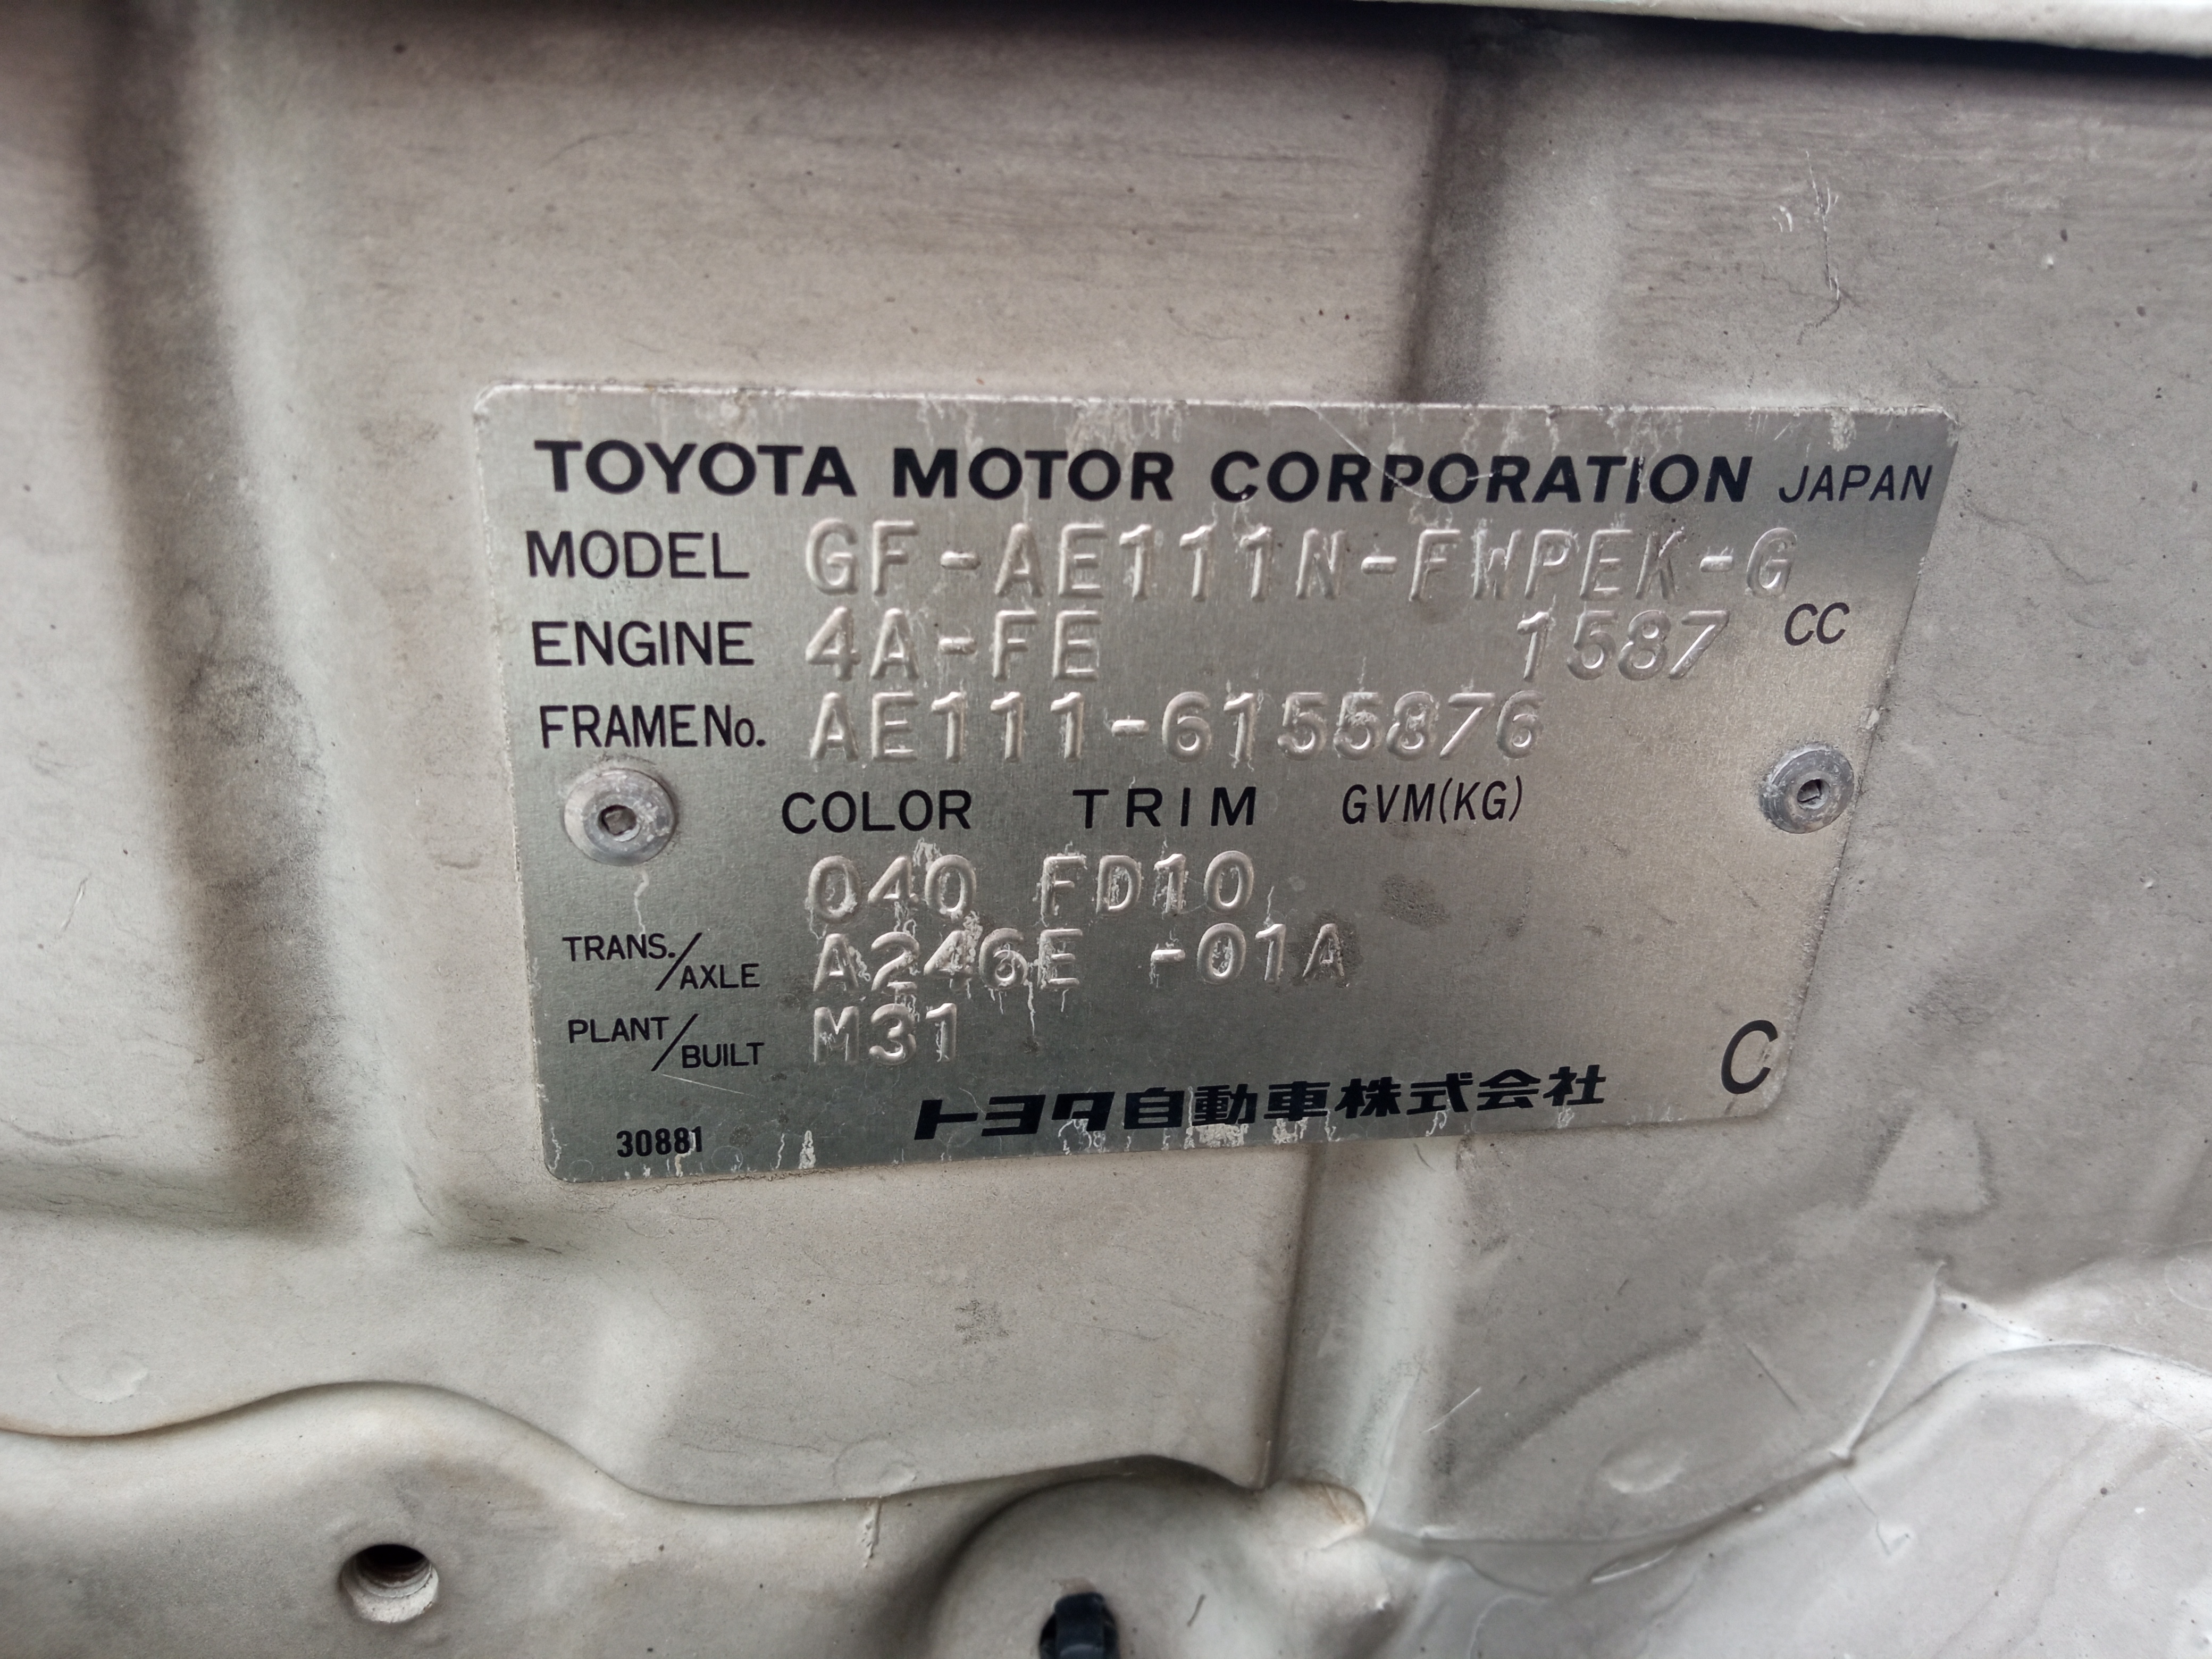 TOYOTA MOTOR CORPORATION JAPAN
MODEL GF-AE111N-FWPEK-G
ENGINE 4A-FE 1587 CC
FRAME No. AE111-6155876
COLOR TRIM GVM(KG)
040 FD10
TRANS./AXLE A246E -01A
PLANT/BUILT M31
トヨタ自動車株式会社 C
30881